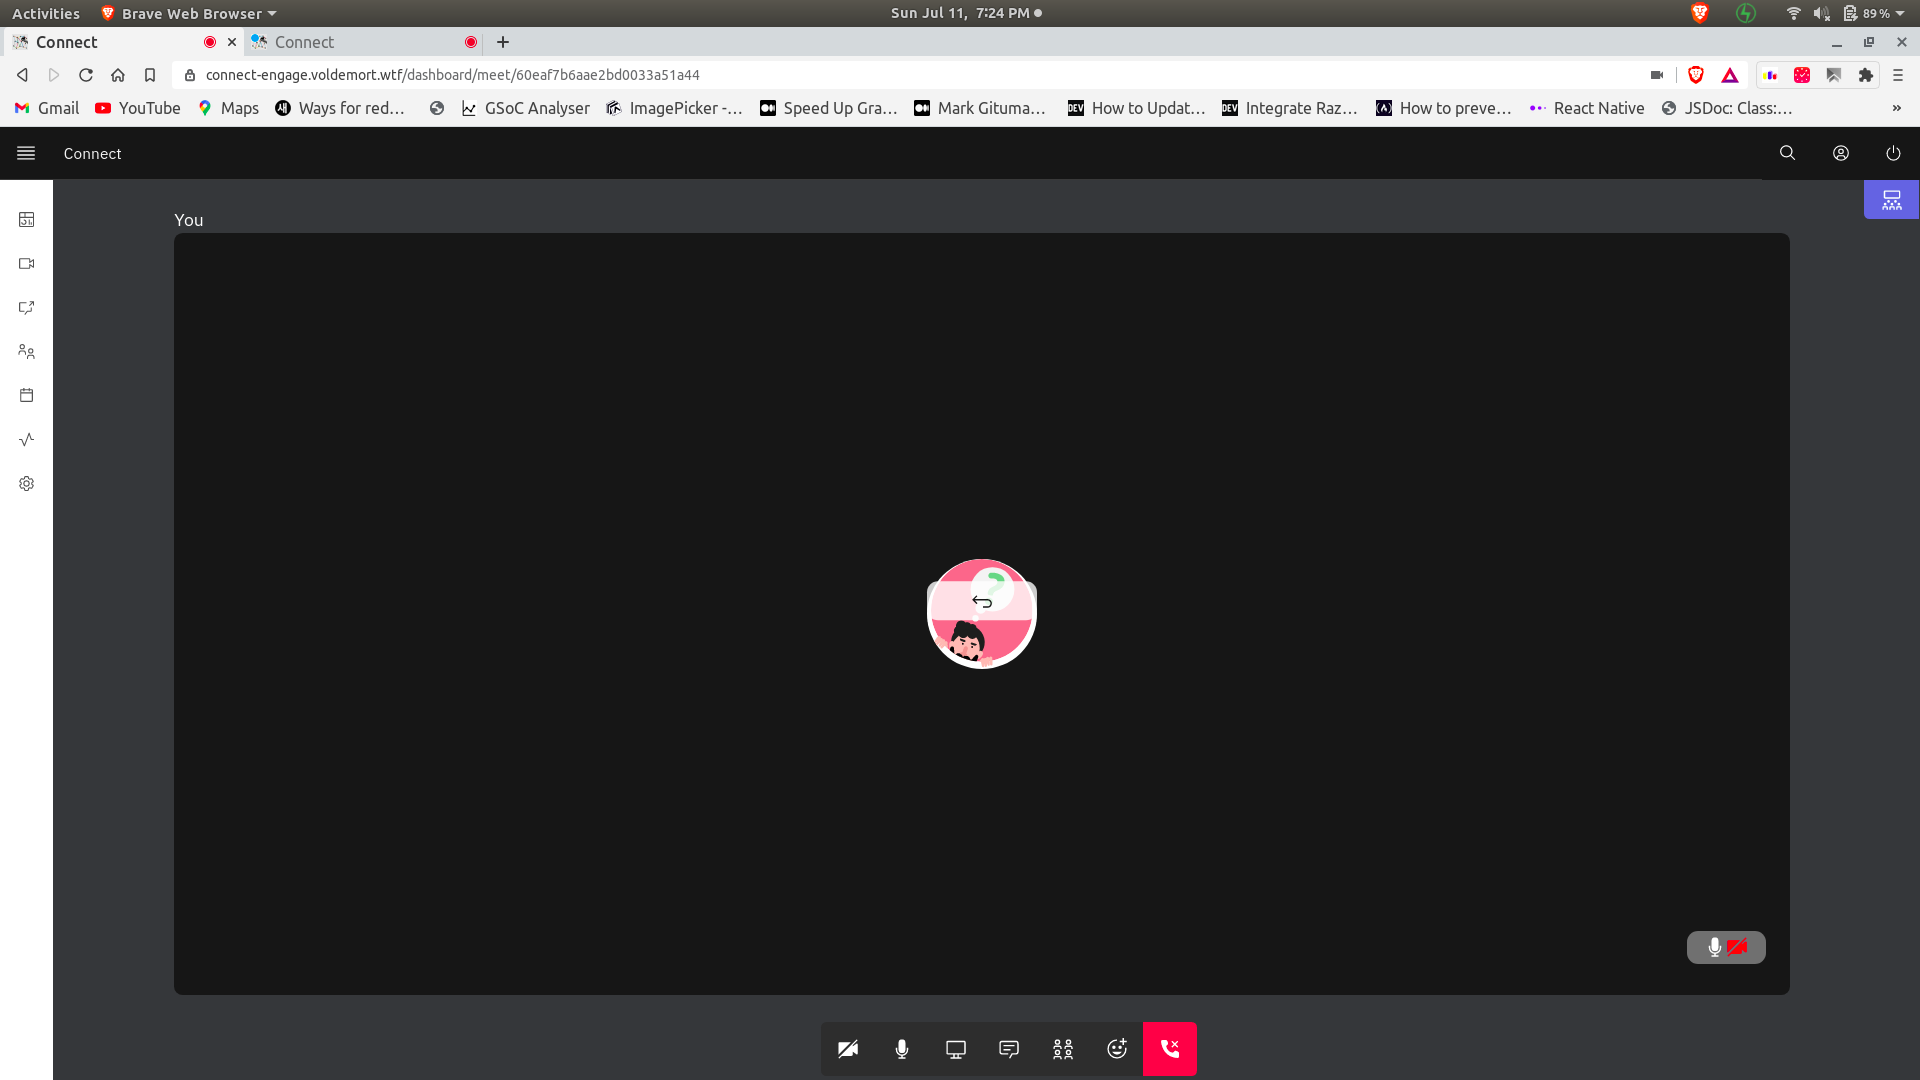 Activities Brave Web Browser Sun Jul 11, 7:24 PM 89 %
Connect Connect
connect-engage.voldemort.wtf/dashboard/meet/60eaf7b6aae2bd0033a51a44
Gmail YouTube Maps Ways for red… GSoC Analyser ImagePicker -… Speed Up Gra… Mark Gituma… DEV How to Updat… DEV Integrate Raz… How to preve… React Native JSDoc: Class:… »
Connect
You
?